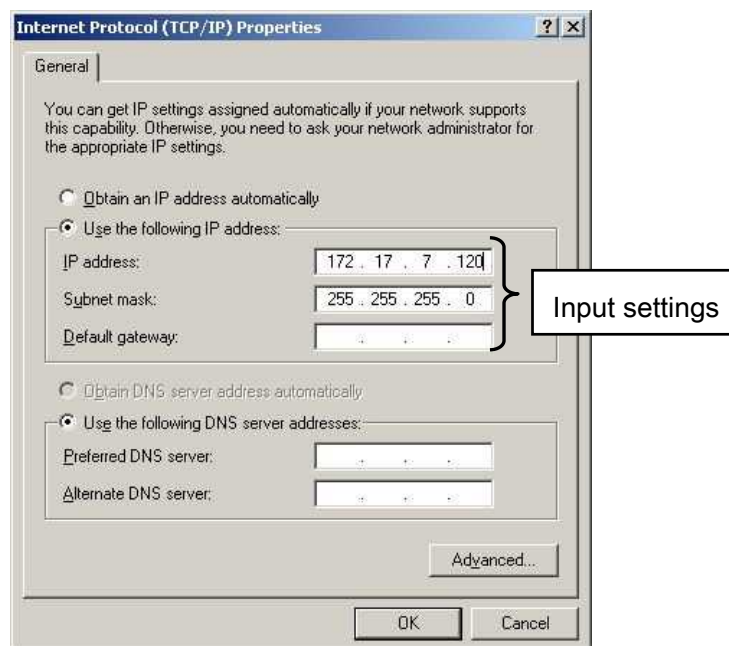 Internet Protocol (TCP/IP) Properties
General
You can get IP settings assigned automatically if your network supports
this capability. Otherwise, you need to ask your network administrator for
the appropriate IP settings.
Obtain an IP address automatically
Use the following IP address:
IP address: 172 . 17 . 7 . 120
Subnet mask: 255 . 255 . 255 . 0
Default gateway: . . .
Input settings
Obtain DNS server address automatically
Use the following DNS server addresses:
Preferred DNS server: . . .
Alternate DNS server: . . .
Advanced...
OK Cancel